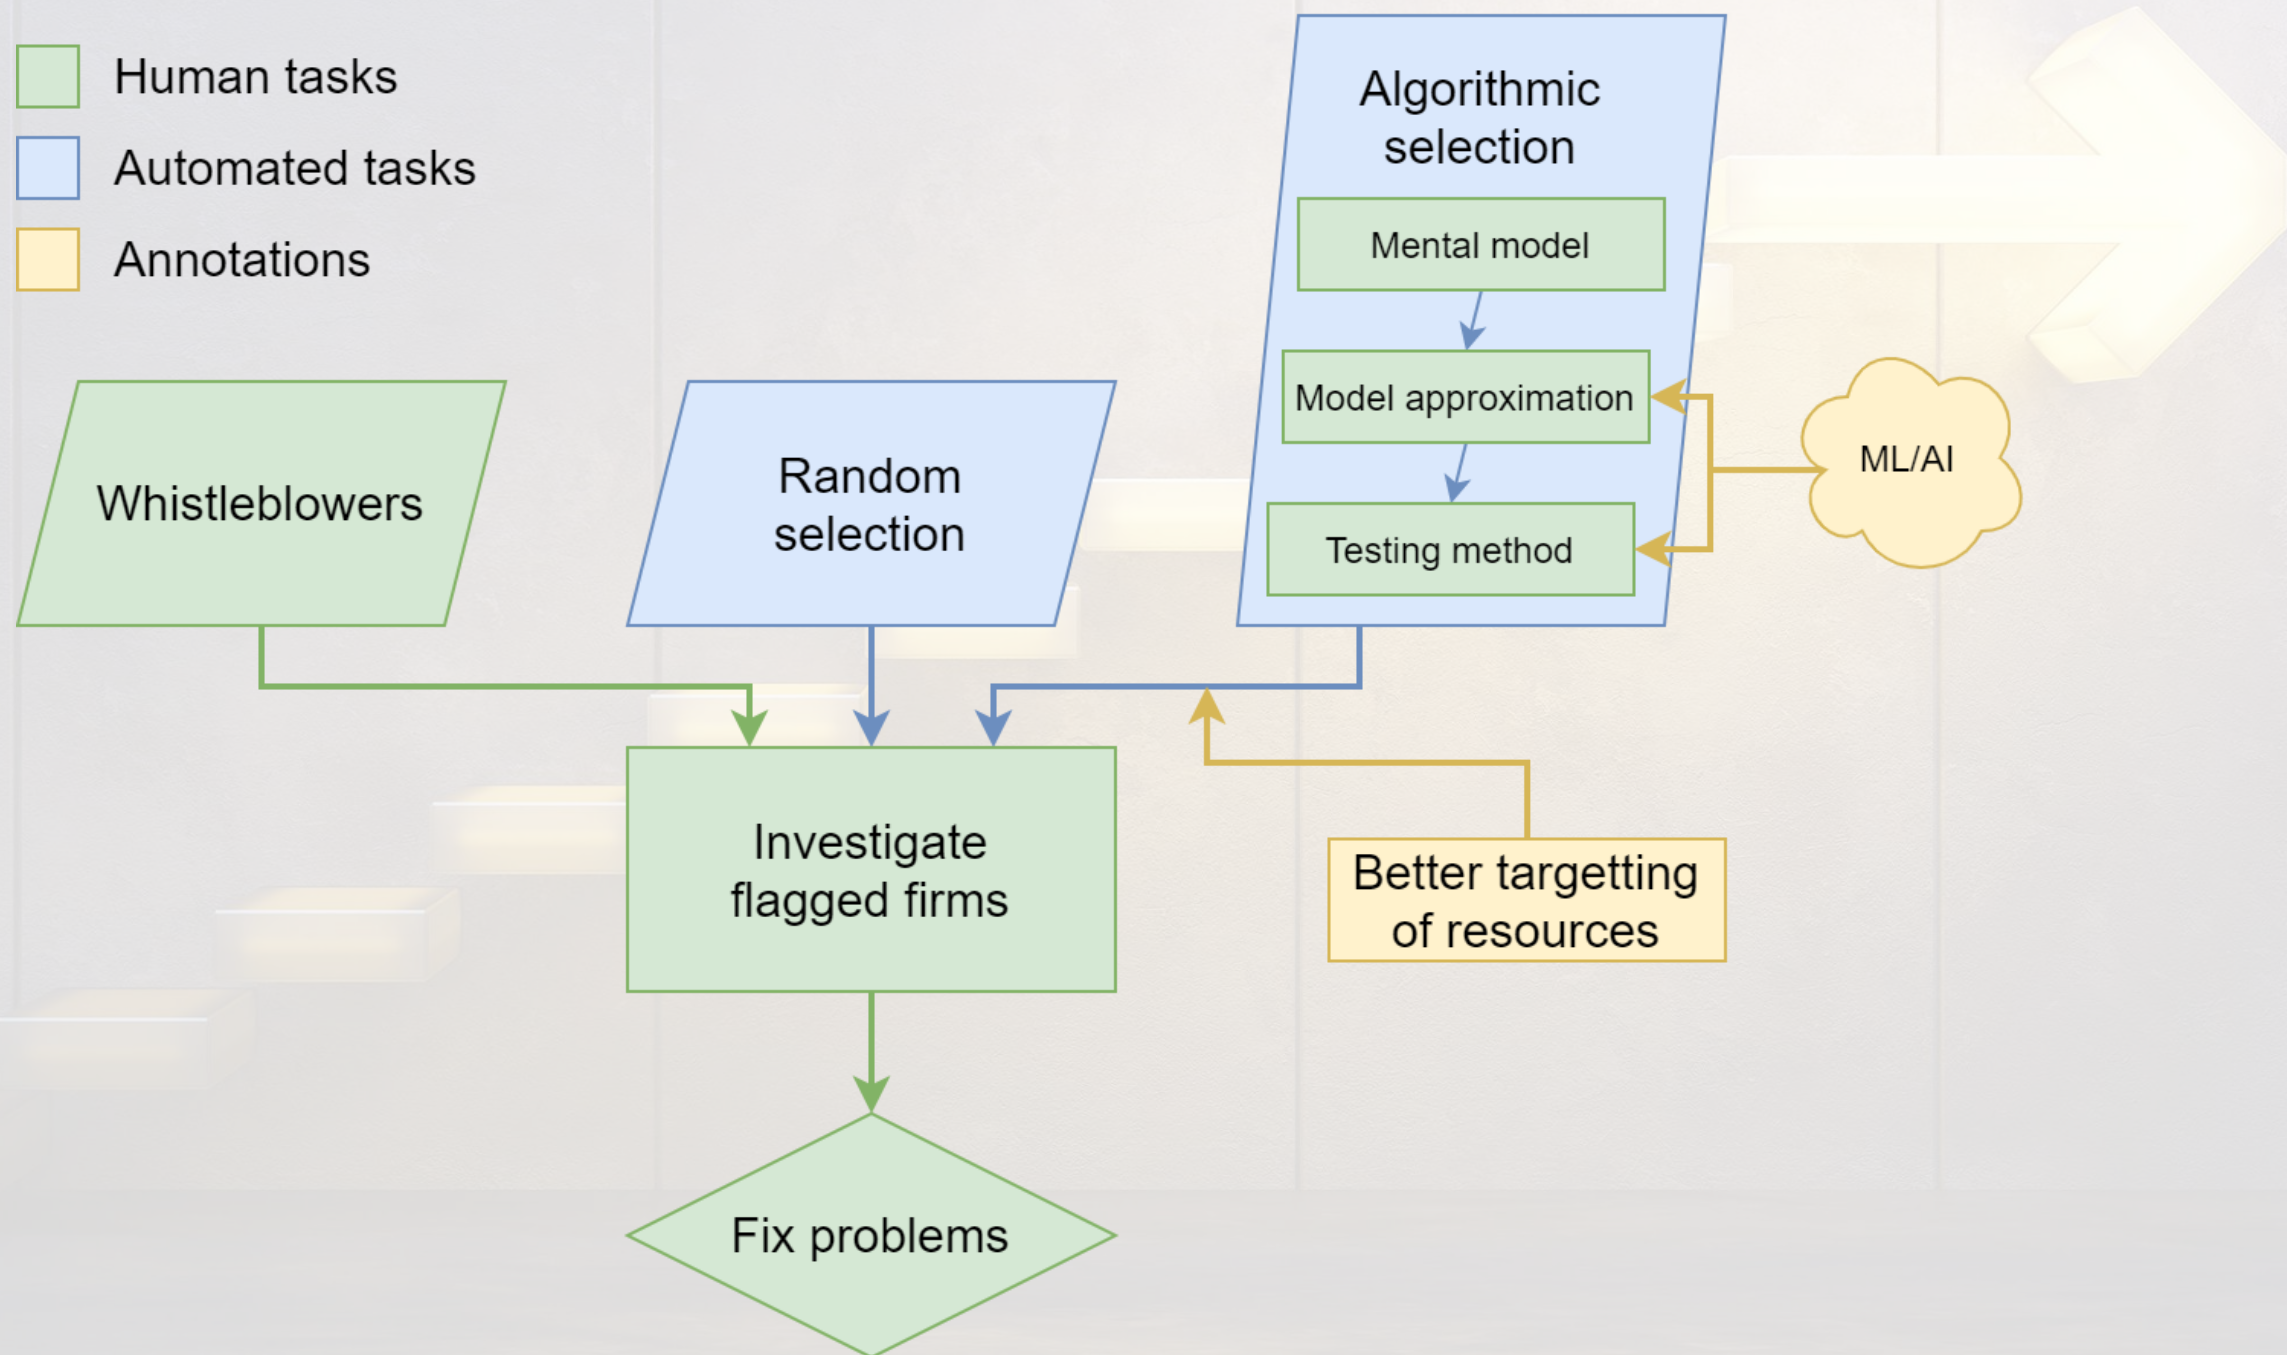 Human tasks
Automated tasks
Annotations
Algorithmic
selection
Mental model
Model approximation
Testing method
ML/AI
Whistleblowers
Random
selection
Investigate
flagged firms
Better targetting
of resources
Fix problems